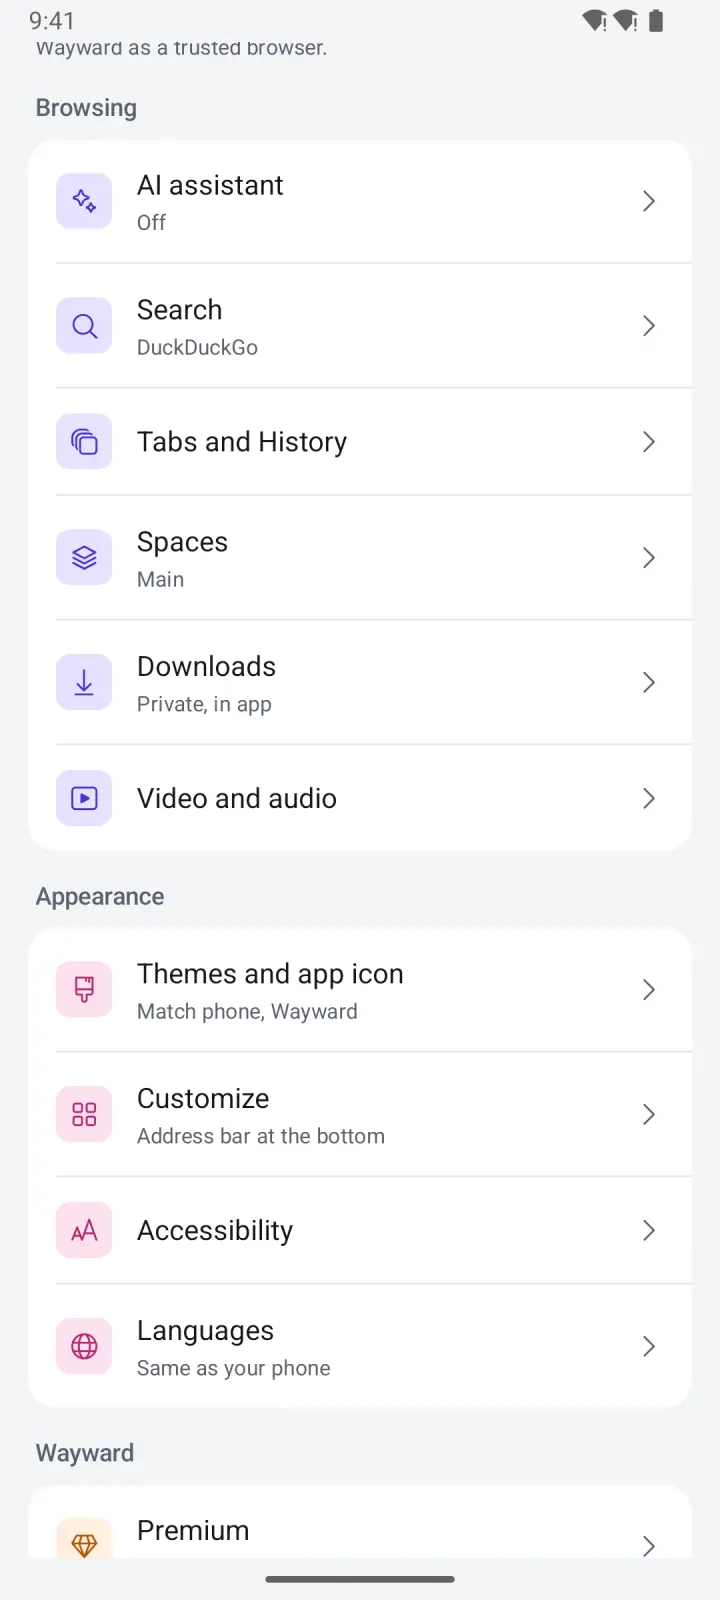 9:41
Wayward as a trusted browser.
Browsing
AI assistant
Off
Search
DuckDuckGo
Tabs and History
Spaces
Main
Downloads
Private, in app
Video and audio
Appearance
Themes and app icon
Match phone, Wayward
Customize
Address bar at the bottom
Accessibility
Languages
Same as your phone
Wayward
Premium